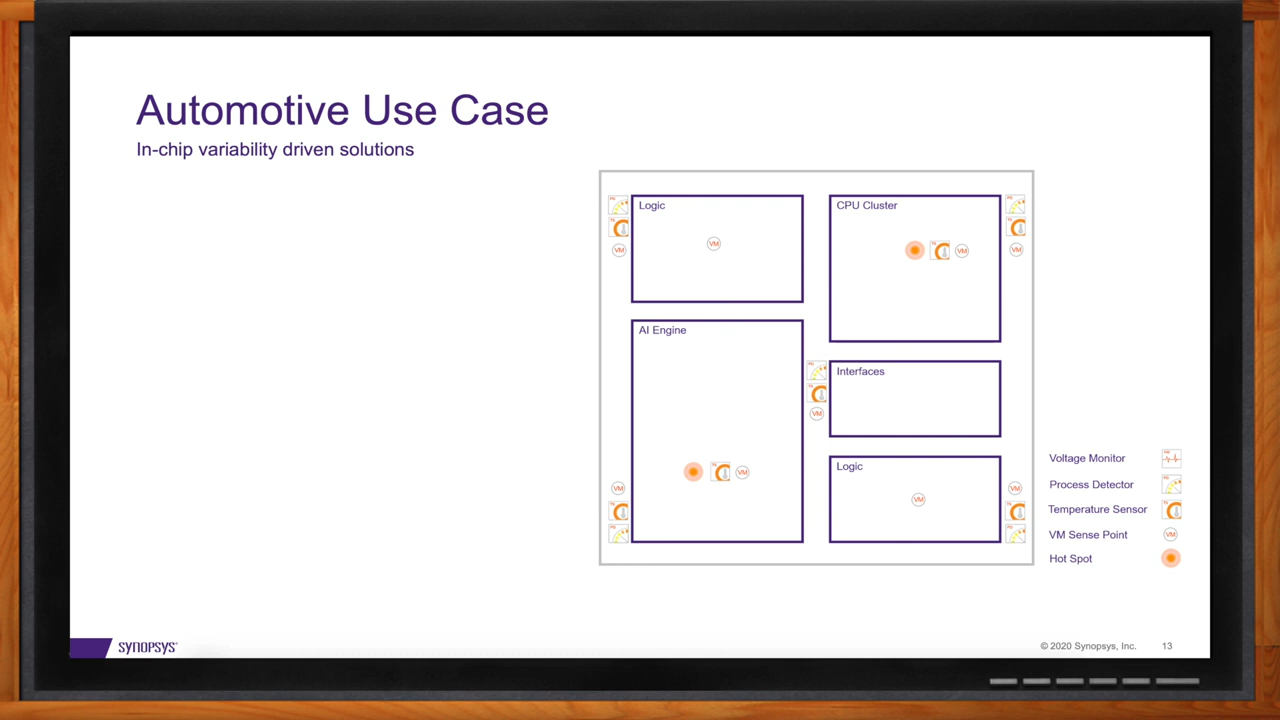 Automotive Use Case
In-chip variability driven solutions
Logic
VM
VM
CPU Cluster
VM
VM
AI Engine
VM
VM
Interfaces
VM
Logic
VM
VM
Voltage Monitor
Process Detector
PD
Temperature Sensor
TS
VM Sense Point
VM
Hot Spot
SYNOPSYS
© 2020 Synopsys, Inc.
13